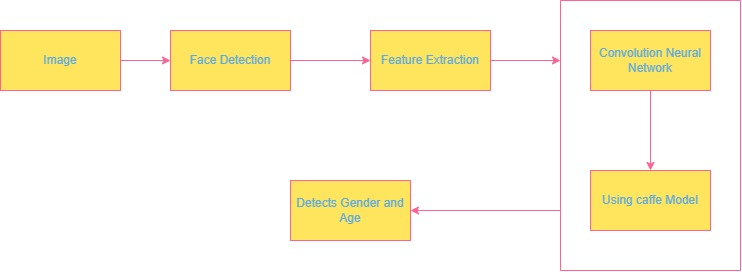 Image
Face Detection
Feature Extraction
Convolution Neural
Network
Using caffe Model
Detects Gender and
Age